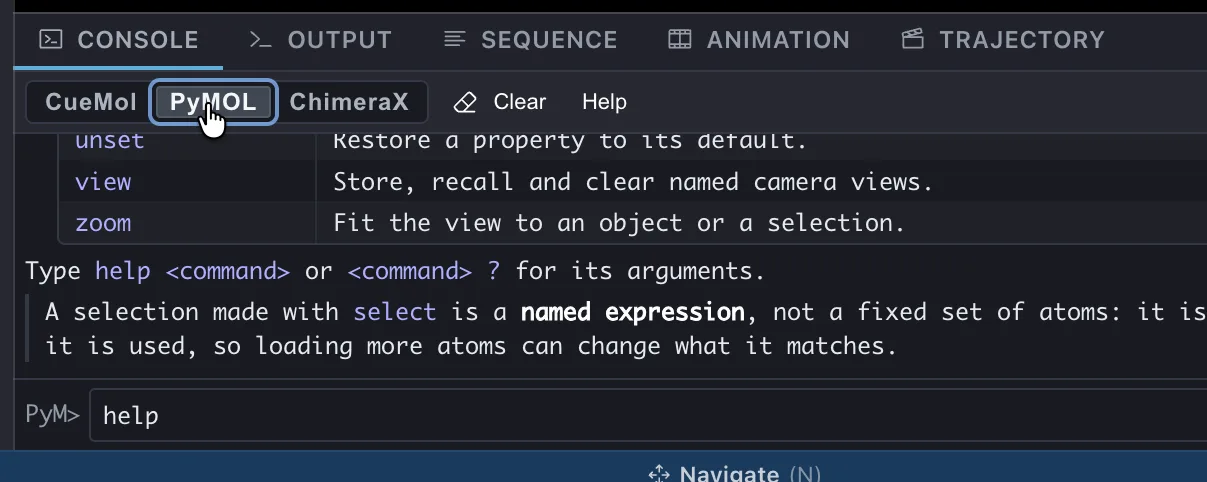 CONSOLE OUTPUT SEQUENCE ANIMATION TRAJECTORY
CueMol PyMOL ChimeraX Clear Help
unset Restore a property to its default.
view Store, recall and clear named camera views.
zoom Fit the view to an object or a selection.
Type help <command> or <command> ? for its arguments.
A selection made with select is a named expression, not a fixed set of atoms: it is
it is used, so loading more atoms can change what it matches.
PyM> help
Navigate (N)